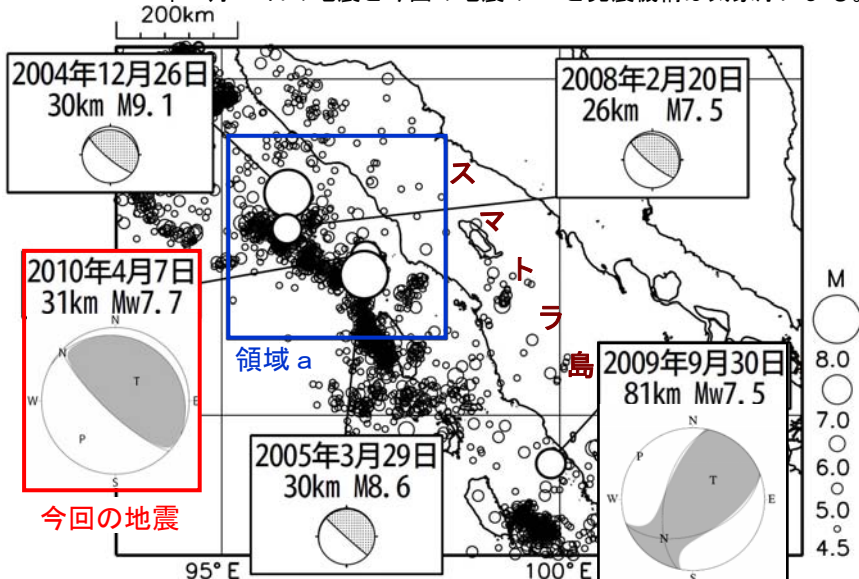 200km
2004年12月26日
30km M9.1
2008年2月20日
26km M7.5
スマトラ島
2010年4月7日
31km Mw7.7
N
N
T
W
E
P
S
今回の地震
領域a
2005年3月29日
30km M8.6
2009年9月30日
81km Mw7.5
N
P
T
W
E
N
S
M
8.0
7.0
6.0
5.0
4.5
95°E
100°E